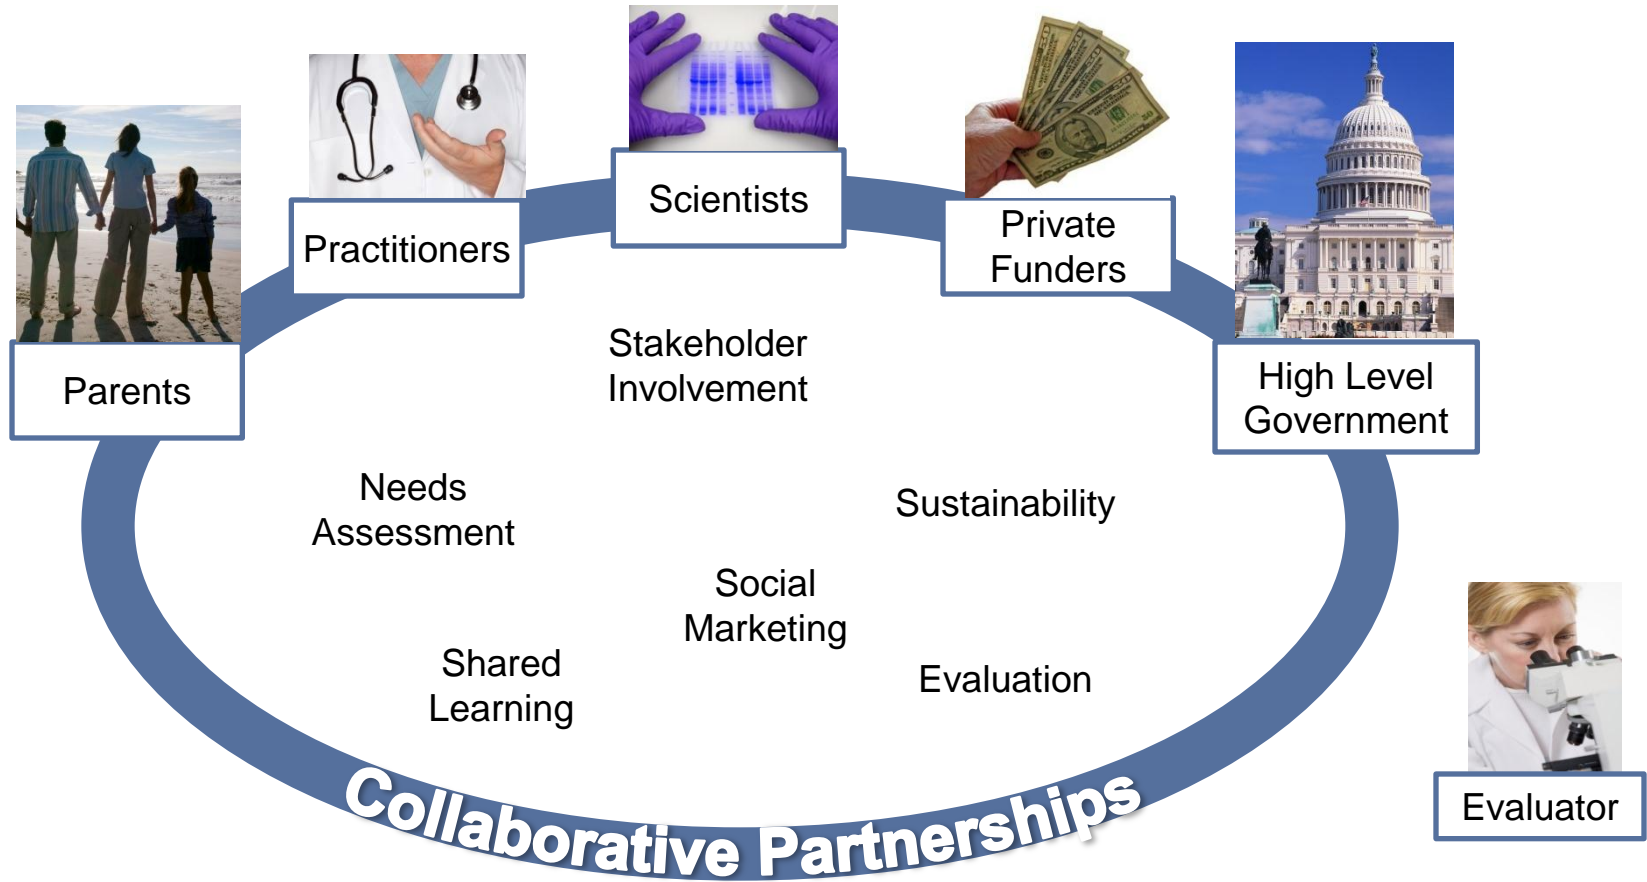 Scientists
Practitioners
Private
Funders
Parents
High Level
Government
Stakeholder
Involvement
Needs
Assessment
Sustainability
Social
Marketing
Shared
Learning
Evaluation
Collaborative Partnerships
Evaluator